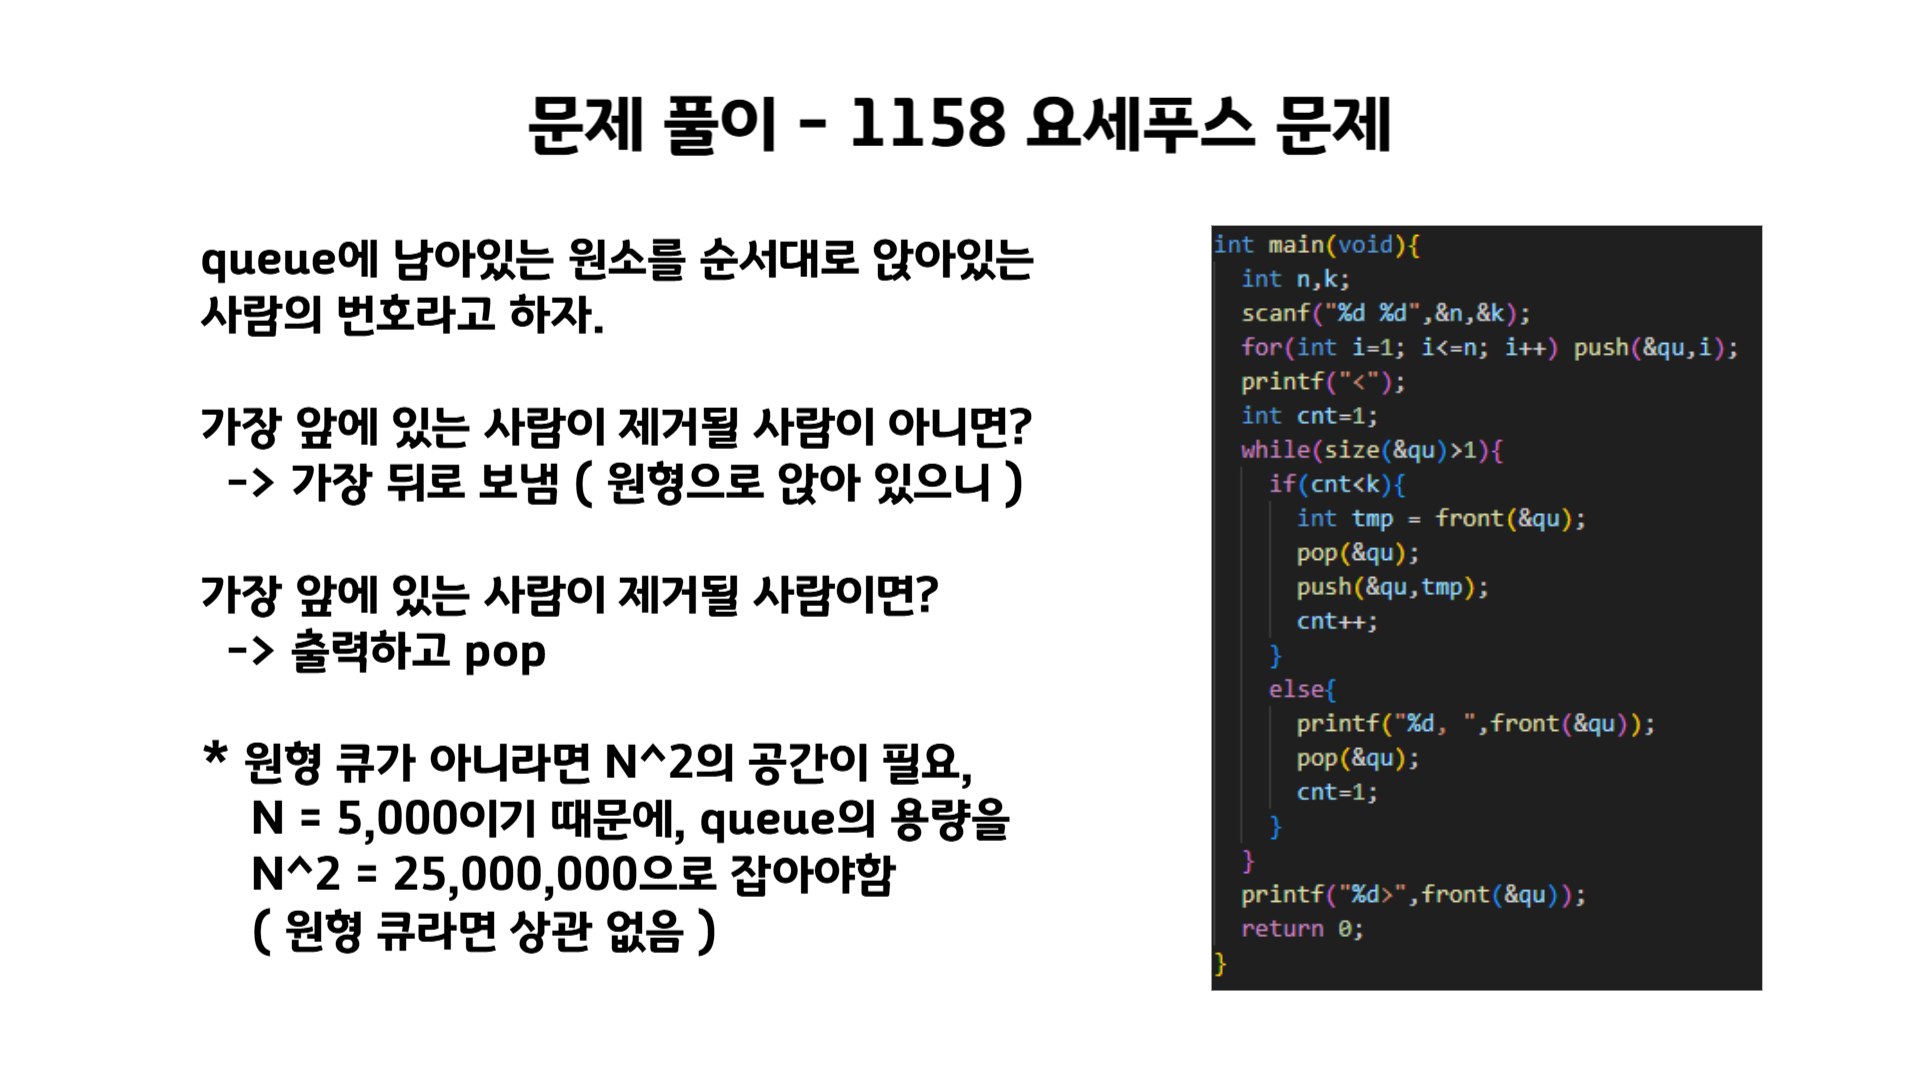 문제 풀이 - 1158 요세푸스 문제
queue에 남아있는 원소를 순서대로 앉아있는
사람의 번호라고 하자.
가장 앞에 있는 사람이 제거될 사람이 아니면?
-> 가장 뒤로 보냄 ( 원형으로 앉아 있으니 )
가장 앞에 있는 사람이 제거될 사람이면?
-> 출력하고 pop
* 원형 큐가 아니라면 N^2의 공간이 필요,
N = 5,000이기 때문에, queue의 용량을
N^2 = 25,000,000으로 잡아야함
( 원형 큐라면 상관 없음 )
int main(void){
int n,k;
scanf("%d %d",&n,&k);
for(int i=1; i<=n; i++) push(&qu,i);
printf("<");
int cnt=1;
while(size(&qu)>1){
if(cnt<k){
int tmp = front(&qu);
pop(&qu);
push(&qu,tmp);
cnt++;
}
else{
printf("%d, ",front(&qu));
pop(&qu);
cnt=1;
}
}
printf("%d>",front(&qu));
return 0;
}